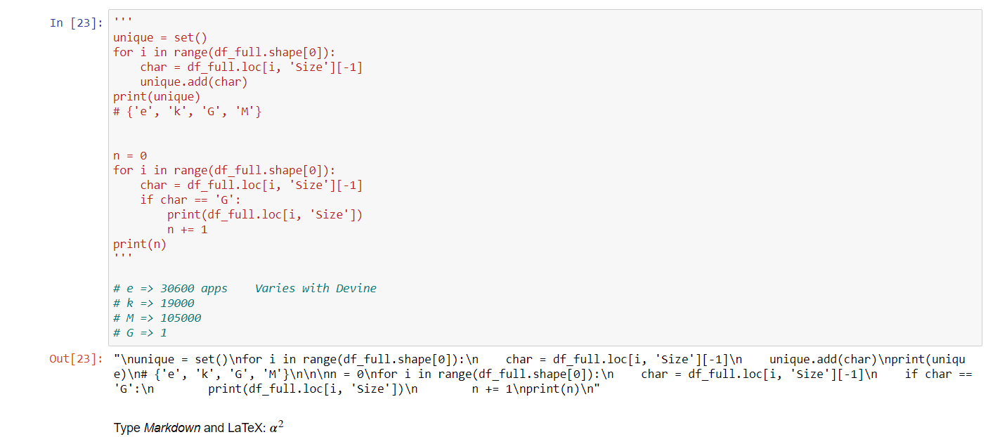 In [23]: '''
unique = set()
for i in range(df_full.shape[0]):
    char = df_full.loc[i, 'Size'][-1]
    unique.add(char)
print(unique)
# {'e', 'k', 'G', 'M'}
n = 0
for i in range(df_full.shape[0]):
    char = df_full.loc[i, 'Size'][-1]
    if char == 'G':
        print(df_full.loc[i, 'Size'])
        n += 1
print(n)
'''
# e => 30600 apps    Varies with Devine
# k => 19000
# M => 105000
# G => 1
Out[23]: "\nunique = set()\nfor i in range(df_full.shape[0]):\n    char = df_full.loc[i, 'Size'][-1]\n    unique.add(char)\nprint(uniqu
e)\n# {'e', 'k', 'G', 'M'}\n\n\nn = 0\nfor i in range(df_full.shape[0]):\n    char = df_full.loc[i, 'Size'][-1]\n    if char ==
'G':\n        print(df_full.loc[i, 'Size'])\n        n += 1\nprint(n)\n"
Type Markdown and LaTeX: α²